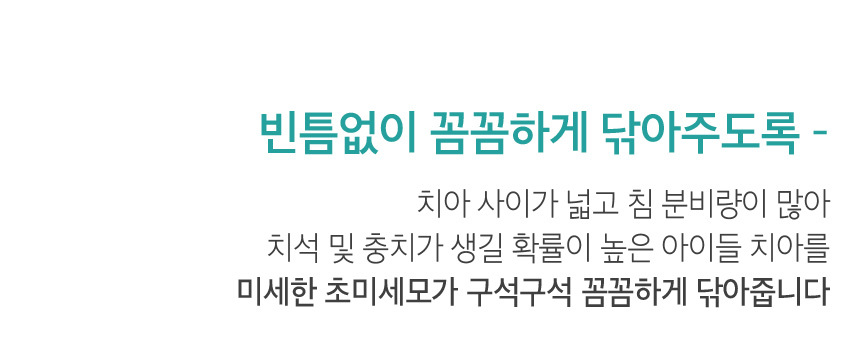 빈틈없이 꼼꼼하게 닦아주도록 -
치아 사이가 넓고 침 분비량이 많아
치석 및 충치가 생길 확률이 높은 아이들 치아를
미세한 초미세모가 구석구석 꼼꼼하게 닦아줍니다